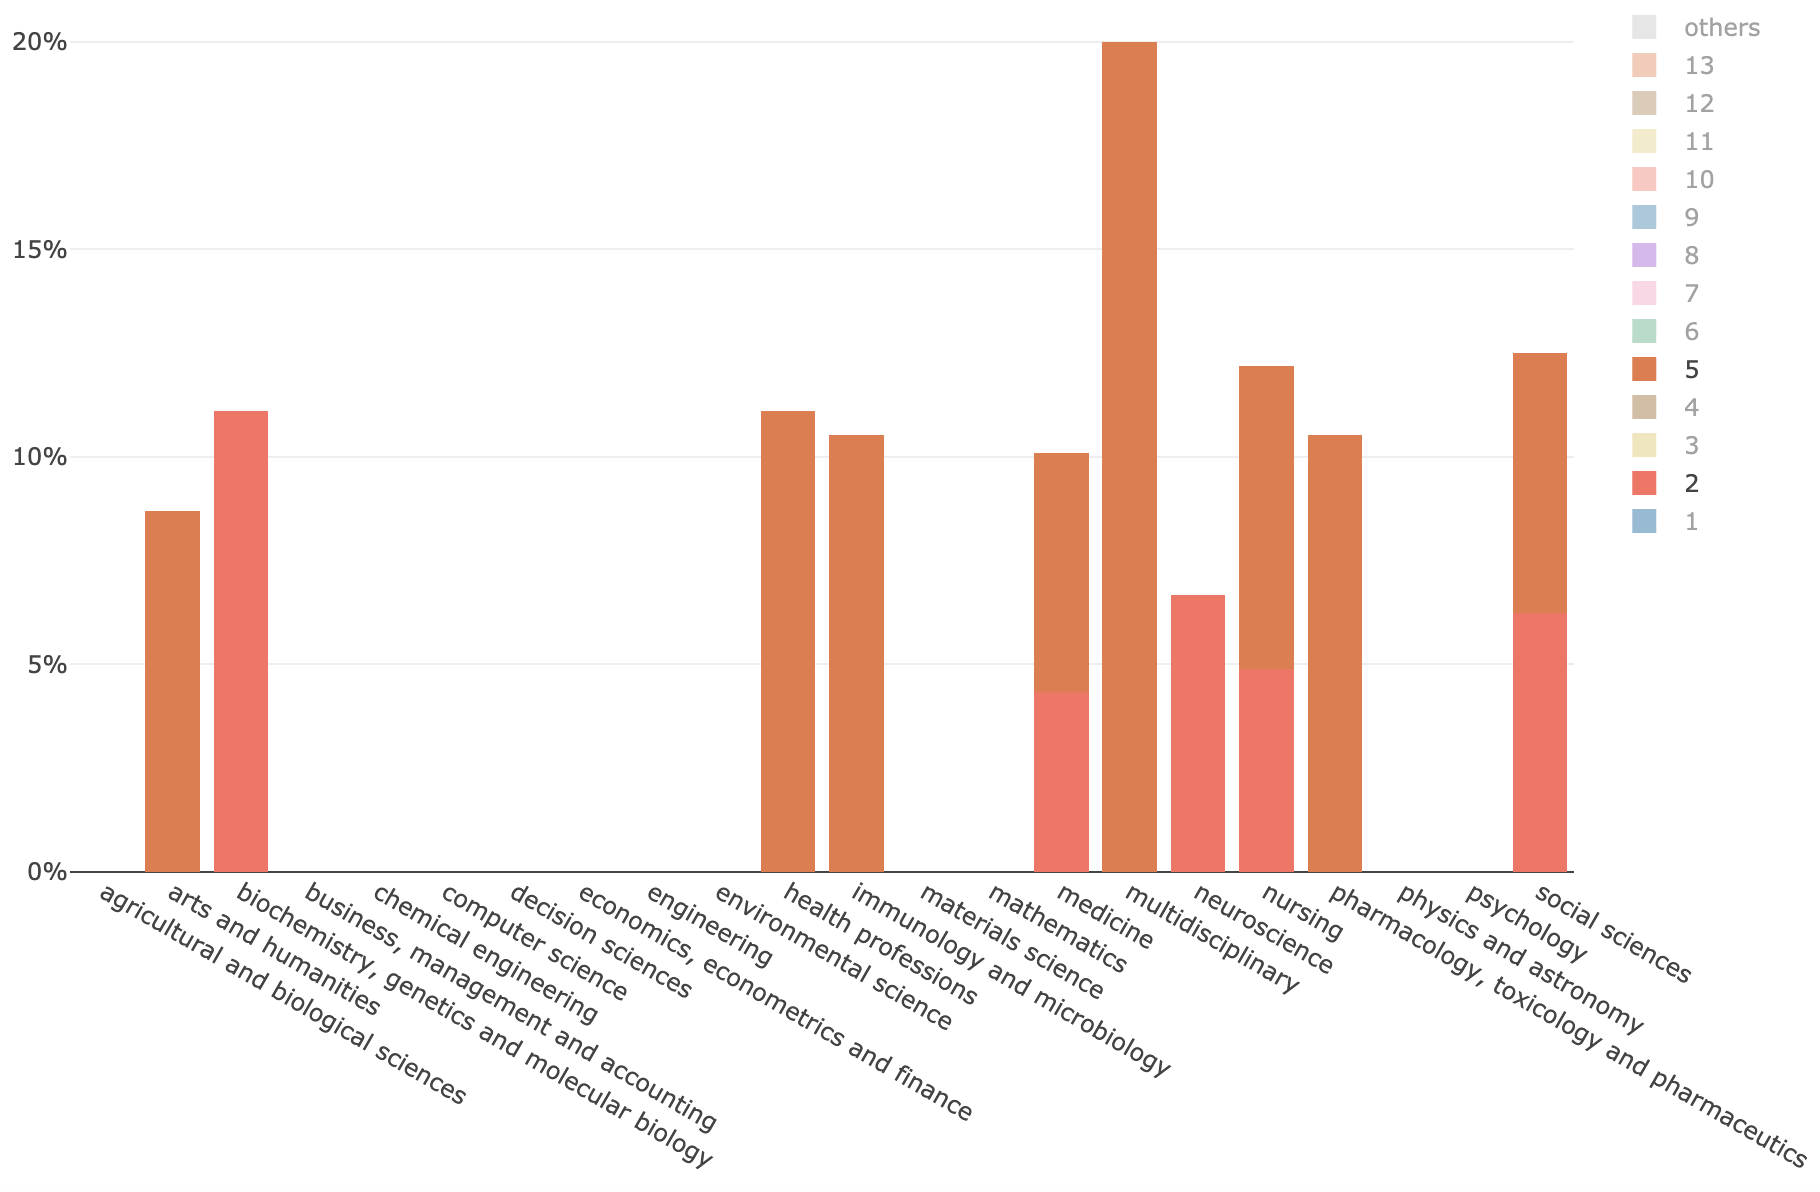 20%
15%
10%
5%
0%
agricultural and biological sciences
arts and humanities
biochemistry, genetics and molecular biology
business, management and accounting
chemical engineering
computer science
decision sciences
economics, econometrics and finance
engineering
environmental science
health professions
immunology and microbiology
materials science
mathematics
medicine
multidisciplinary
neuroscience
nursing
pharmacology, toxicology and pharmaceutics
physics and astronomy
psychology
social sciences
others
13
12
11
10
9
8
7
6
5
4
3
2
1